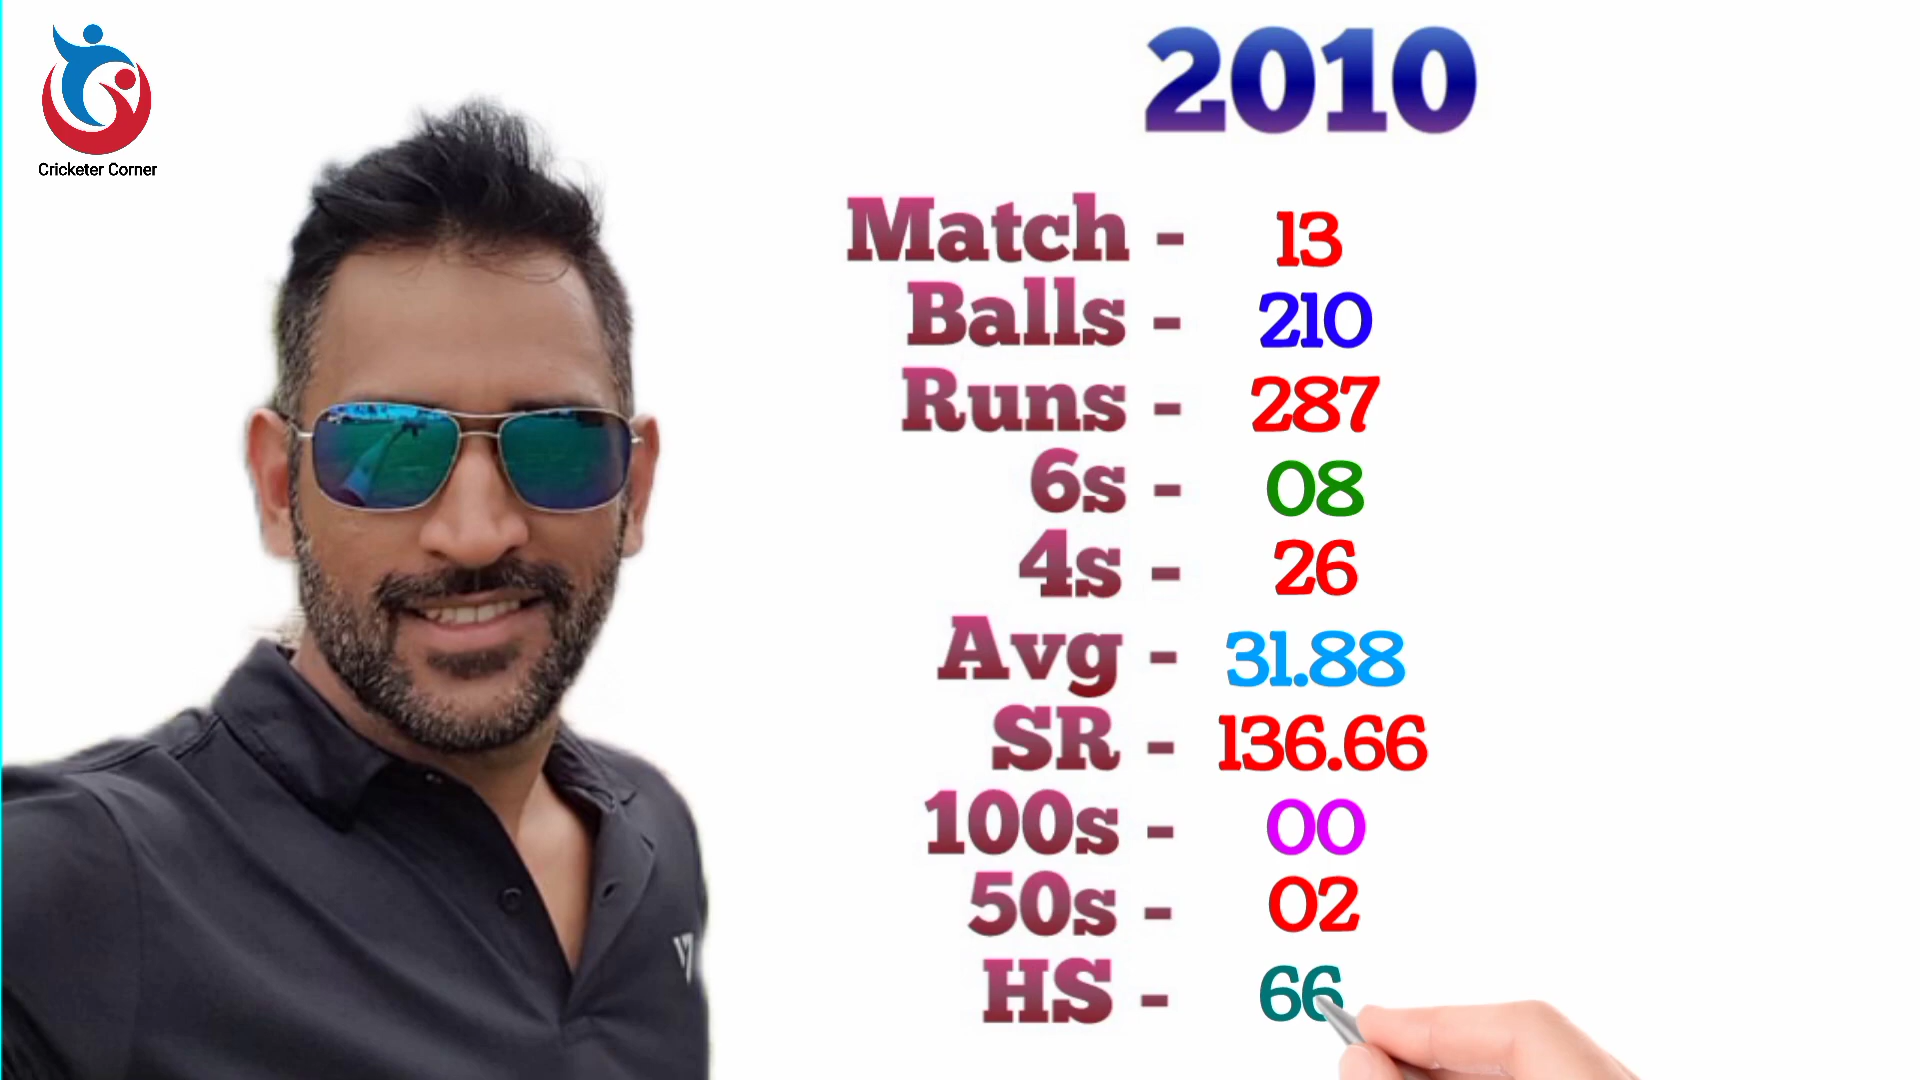 Cricketer Corner
2010
Match - 13
Balls - 210
Runs - 287
6s - 08
4s - 26
Avg - 31.88
SR - 136.66
100s - 00
50s - 02
HS - 66